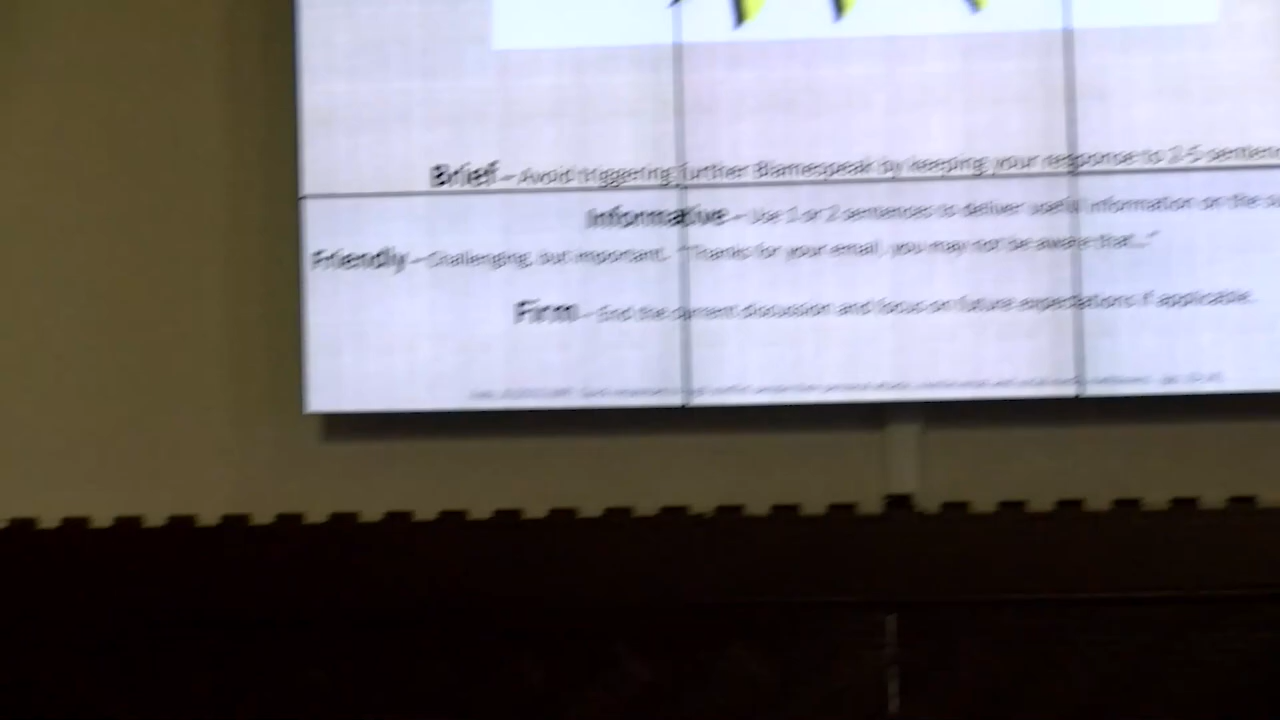 Brief – Avoid triggering further Blamespeak by keeping your response to 2-5 senten
Informative – Use 1 or 2 sentences to deliver useful information on the
Friendly – Challenging, but important. "Thanks for your email, you may not be aware that..."
Firm – End the current discussion and focus on future expectations if applicable.